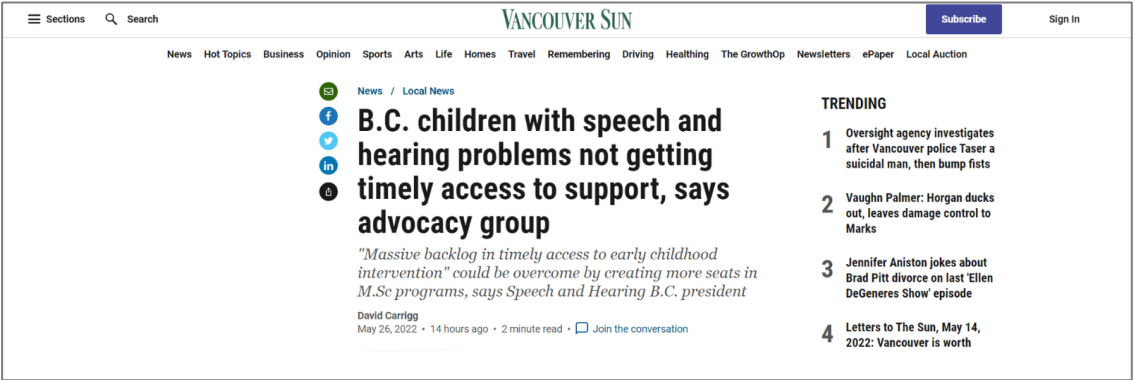 Sections
Search
VANCOUVER SUN
Subscribe
Sign In
News Hot Topics Business Opinion Sports Arts Life Homes Travel Remembering Driving Healthing The GrowthOp Newsletters ePaper Local Auction
News / Local News
B.C. children with speech and
hearing problems not getting
timely access to support, says
advocacy group
"Massive backlog in timely access to early childhood
intervention" could be overcome by creating more seats in
M.Sc programs, says Speech and Hearing B.C. president
David Carrigg
May 26, 2022 • 14 hours ago • 2 minute read • Join the conversation
TRENDING
1 Oversight agency investigates
after Vancouver police Taser a
suicidal man, then bump fists
2 Vaughn Palmer: Horgan ducks
out, leaves damage control to
Marks
3 Jennifer Aniston jokes about
Brad Pitt divorce on last 'Ellen
DeGeneres Show' episode
4 Letters to The Sun, May 14,
2022: Vancouver is worth